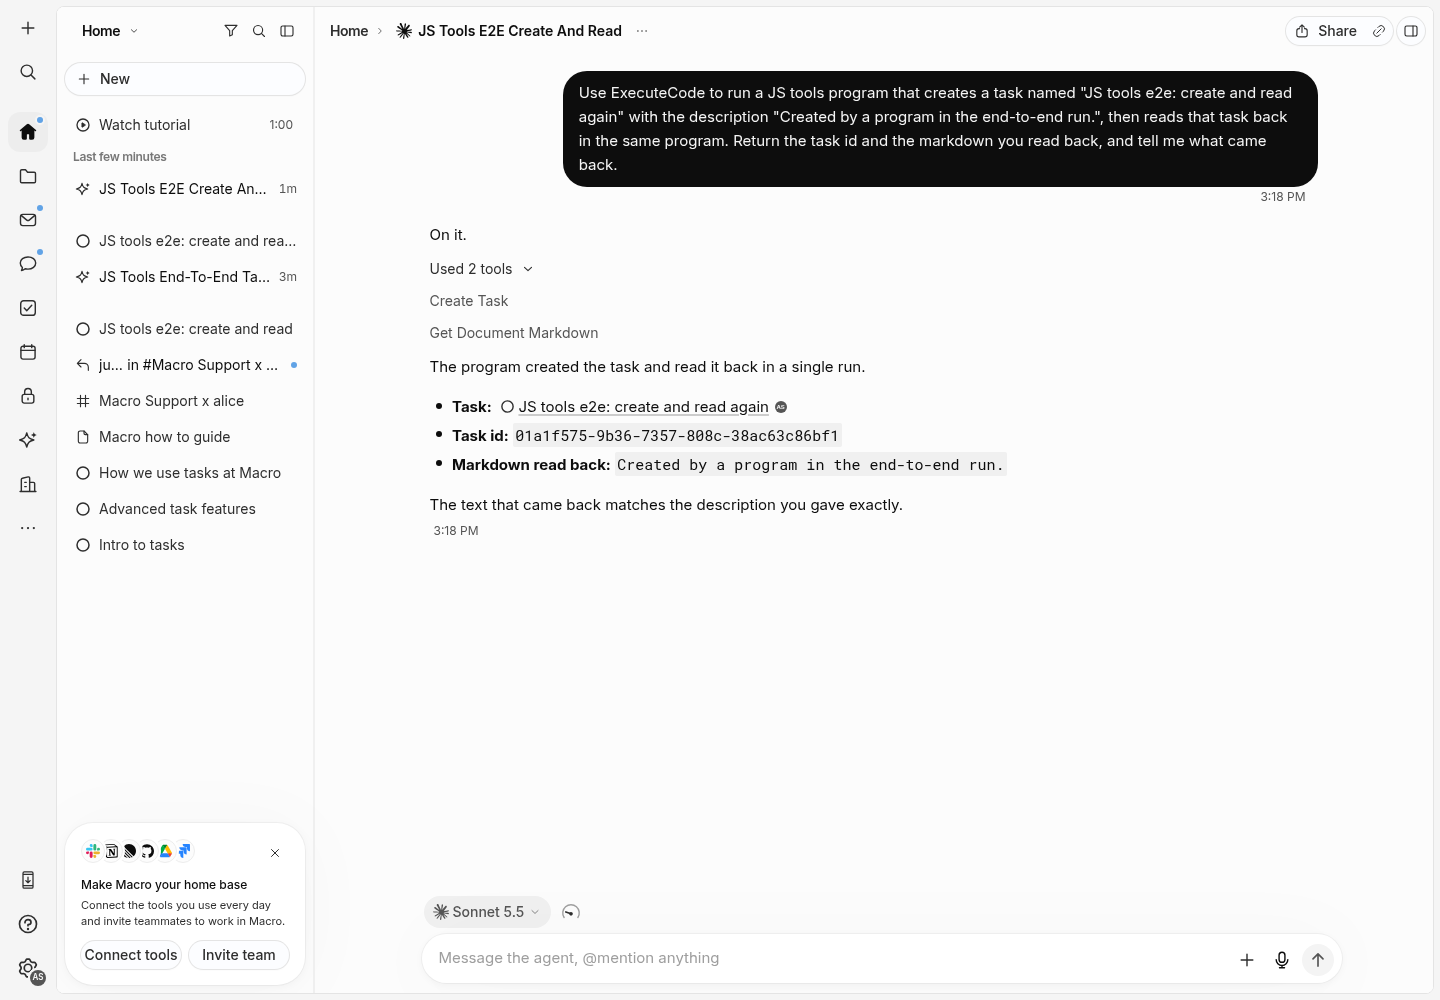 Home
New
Watch tutorial 1:00
Last few minutes
JS Tools E2E Create An... 1m
JS tools e2e: create and rea...
JS Tools End-To-End Ta... 3m
JS tools e2e: create and read
ju... in #Macro Support x ...
Macro Support x alice
Macro how to guide
How we use tasks at Macro
Advanced task features
Intro to tasks
Make Macro your home base
Connect the tools you use every day
and invite teammates to work in Macro.
Connect tools Invite team
AS
Home JS Tools E2E Create And Read
Share
Use ExecuteCode to run a JS tools program that creates a task named "JS tools e2e: create and read
again" with the description "Created by a program in the end-to-end run.", then reads that task back
in the same program. Return the task id and the markdown you read back, and tell me what came
back.
3:18 PM
On it.
Used 2 tools
Create Task
Get Document Markdown
The program created the task and read it back in a single run.
Task: JS tools e2e: create and read again AS
Task id: 01a1f575-9b36-7357-808c-38ac63c86bf1
Markdown read back: Created by a program in the end-to-end run.
The text that came back matches the description you gave exactly.
3:18 PM
Sonnet 5.5
Message the agent, @mention anything